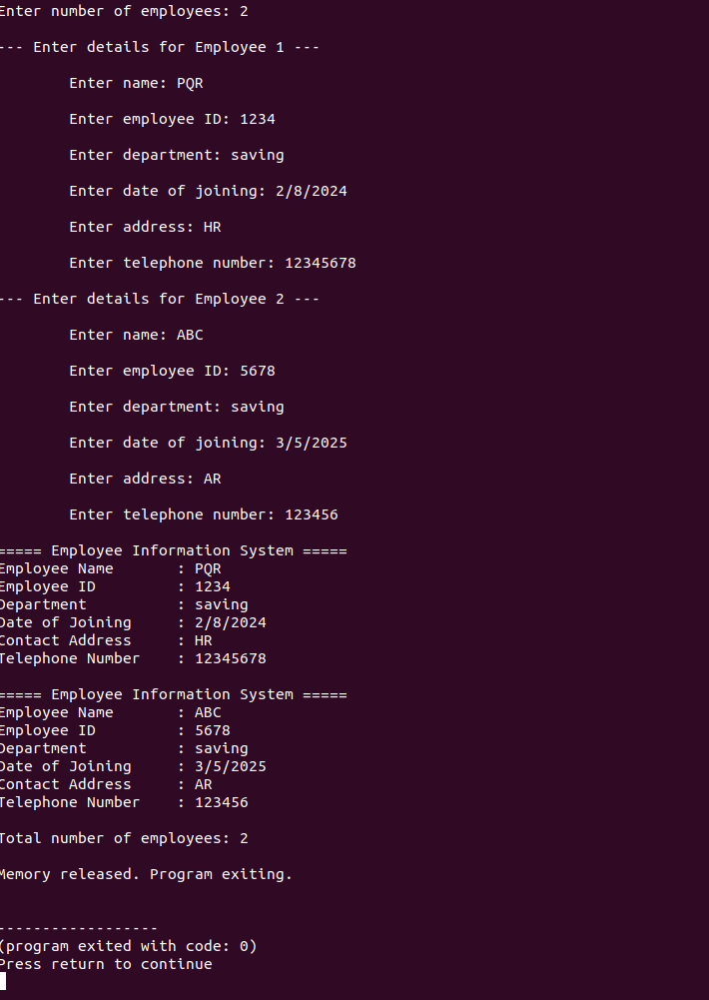 Enter number of employees: 2
--- Enter details for Employee 1 ---
Enter name: PQR
Enter employee ID: 1234
Enter department: saving
Enter date of joining: 2/8/2024
Enter address: HR
Enter telephone number: 12345678
--- Enter details for Employee 2 ---
Enter name: ABC
Enter employee ID: 5678
Enter department: saving
Enter date of joining: 3/5/2025
Enter address: AR
Enter telephone number: 123456
===== Employee Information System =====
Employee Name       : PQR
Employee ID         : 1234
Department          : saving
Date of Joining     : 2/8/2024
Contact Address     : HR
Telephone Number    : 12345678
===== Employee Information System =====
Employee Name       : ABC
Employee ID         : 5678
Department          : saving
Date of Joining     : 3/5/2025
Contact Address     : AR
Telephone Number    : 123456
Total number of employees: 2
Memory released. Program exiting.
------------------
(program exited with code: 0)
Press return to continue